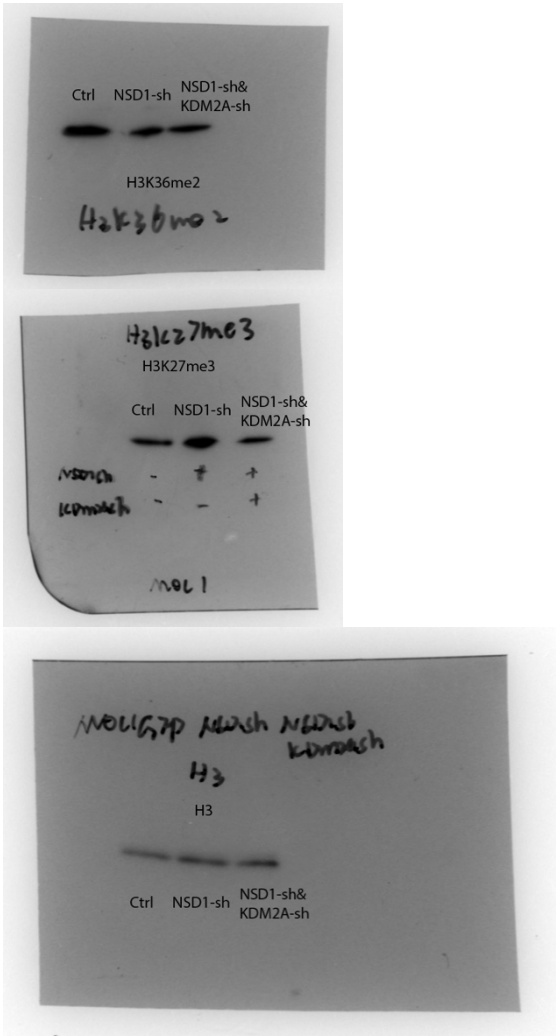 Ctrl NSD1-sh NSD1-sh&
KDM2A-sh
H3K36me2
H3K36me2
H3K27me3
H3K27me3
Ctrl NSD1-sh NSD1-sh&
KDM2A-sh
- + +
- - +
H3
H3
Ctrl NSD1-sh NSD1-sh&
KDM2A-sh